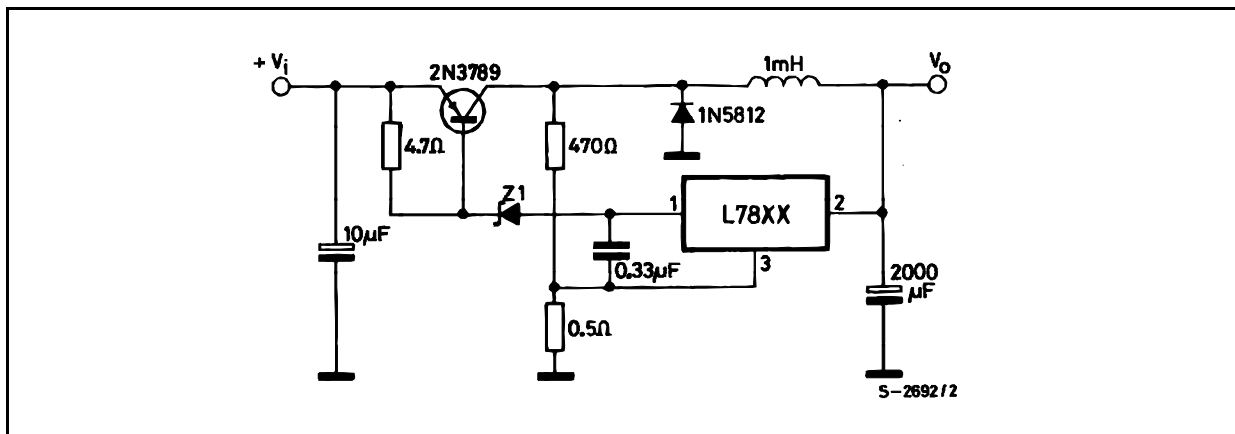 + Vi
2N3789
1mH
Vo
4.7Ω
470Ω
1N5812
Z1
1
L78XX
2
10µF
0.33µF
3
2000
µF
0.5Ω
S-2692/2